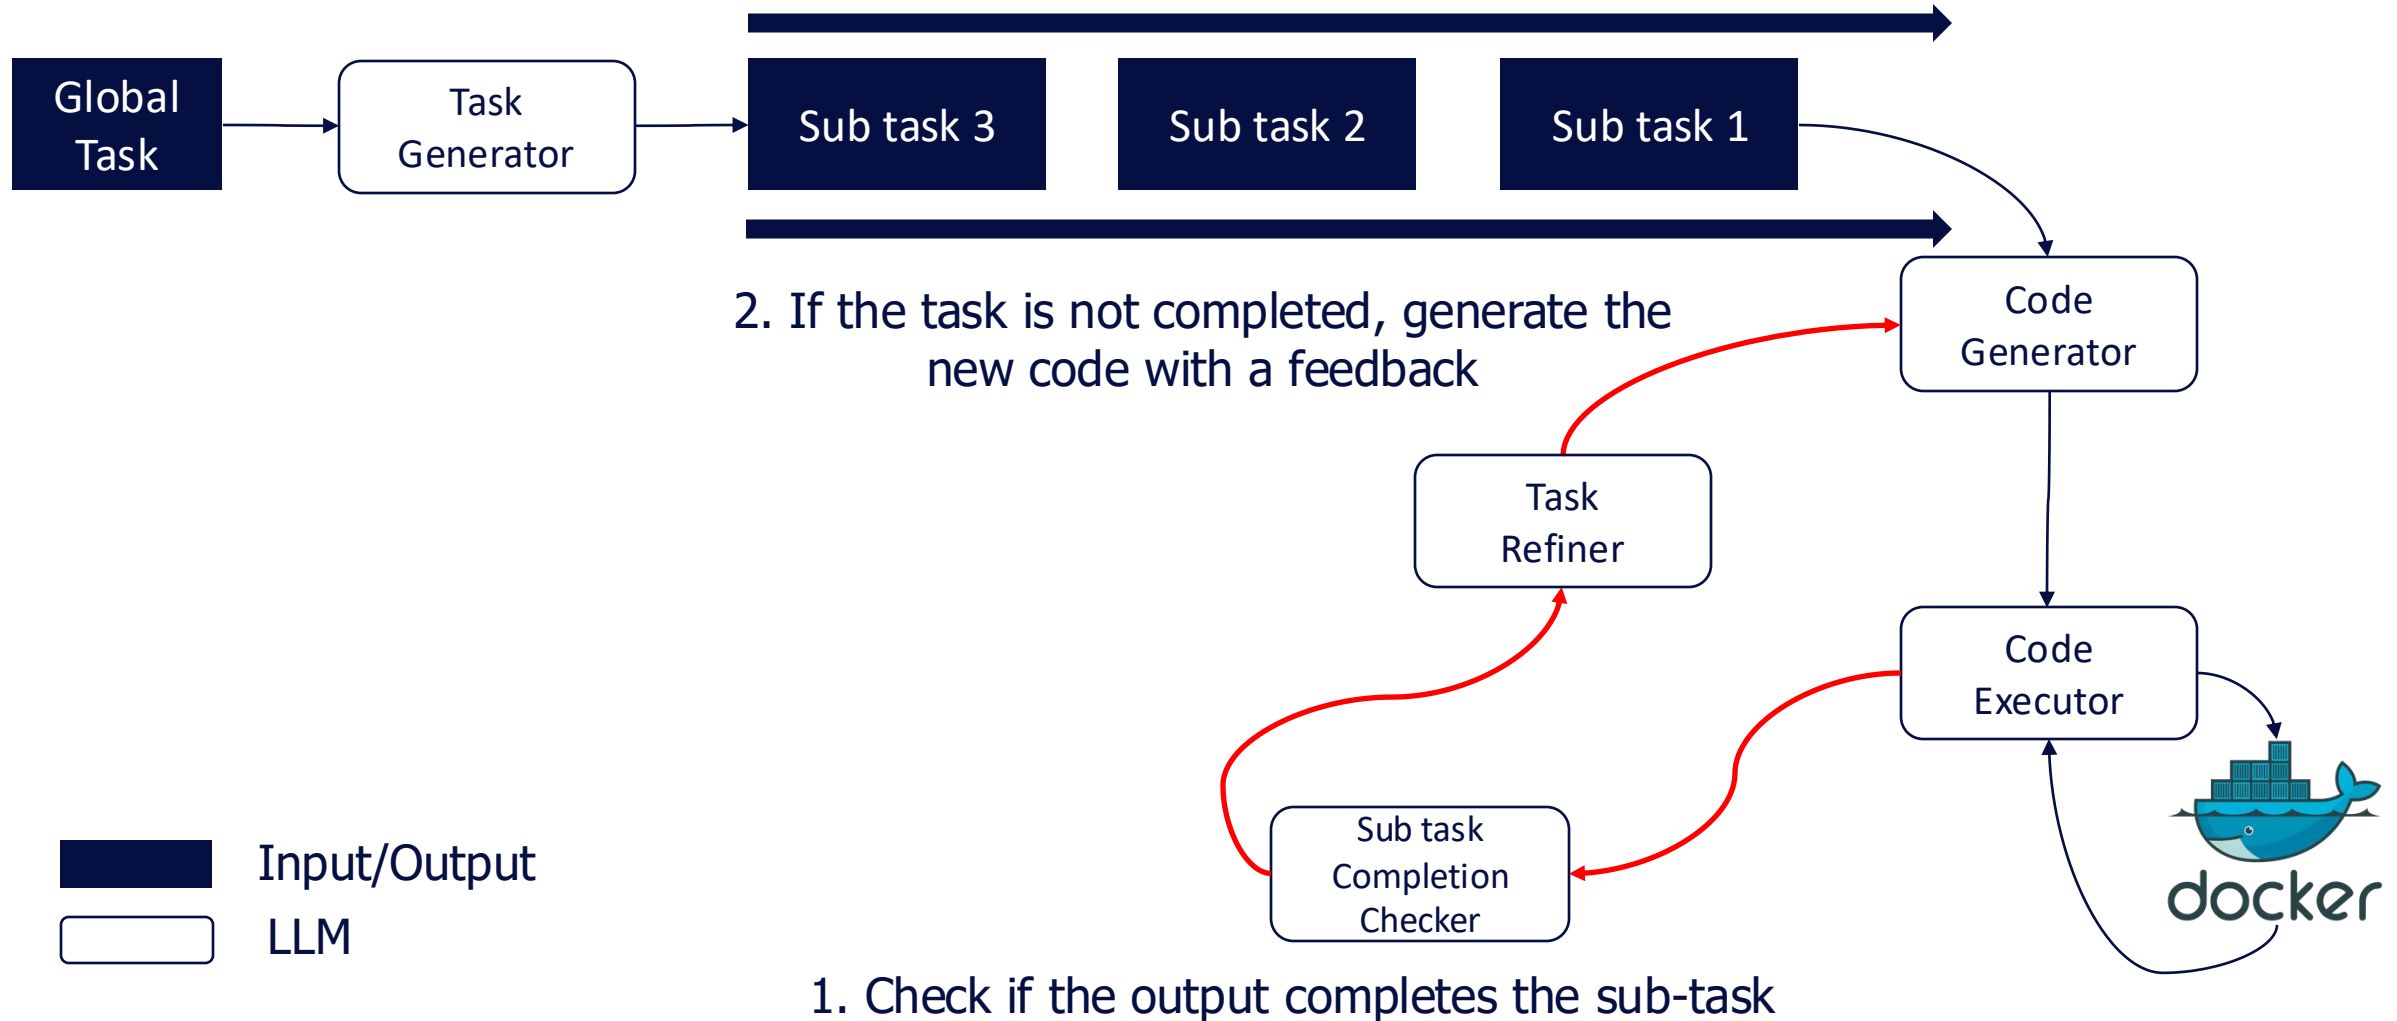 Global
Task
Task
Generator
Sub task 3
Sub task 2
Sub task 1
2. If the task is not completed, generate the
new code with a feedback
Code
Generator
Task
Refiner
Code
Executor
Sub task
Completion
Checker
docker
Input/Output
LLM
1. Check if the output completes the sub-task